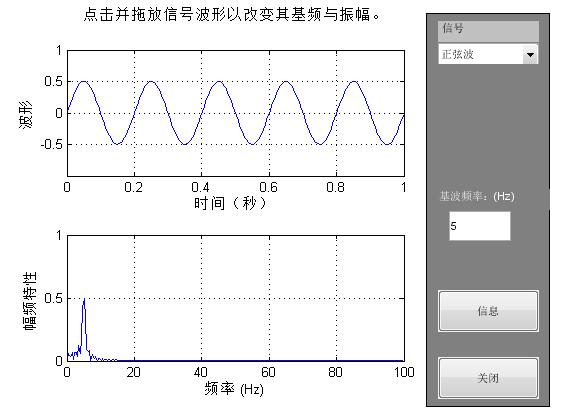 点击并拖放信号波形以改变其基频与振幅。
1
0.5
0
-0.5
波形
0 0.2 0.4 0.6 0.8 1
时间（秒）
1
0.5
0
幅频特性
0 20 40 60 80 100
频率 (Hz)
信号
正弦波
基波频率：(Hz)
5
信息
关闭